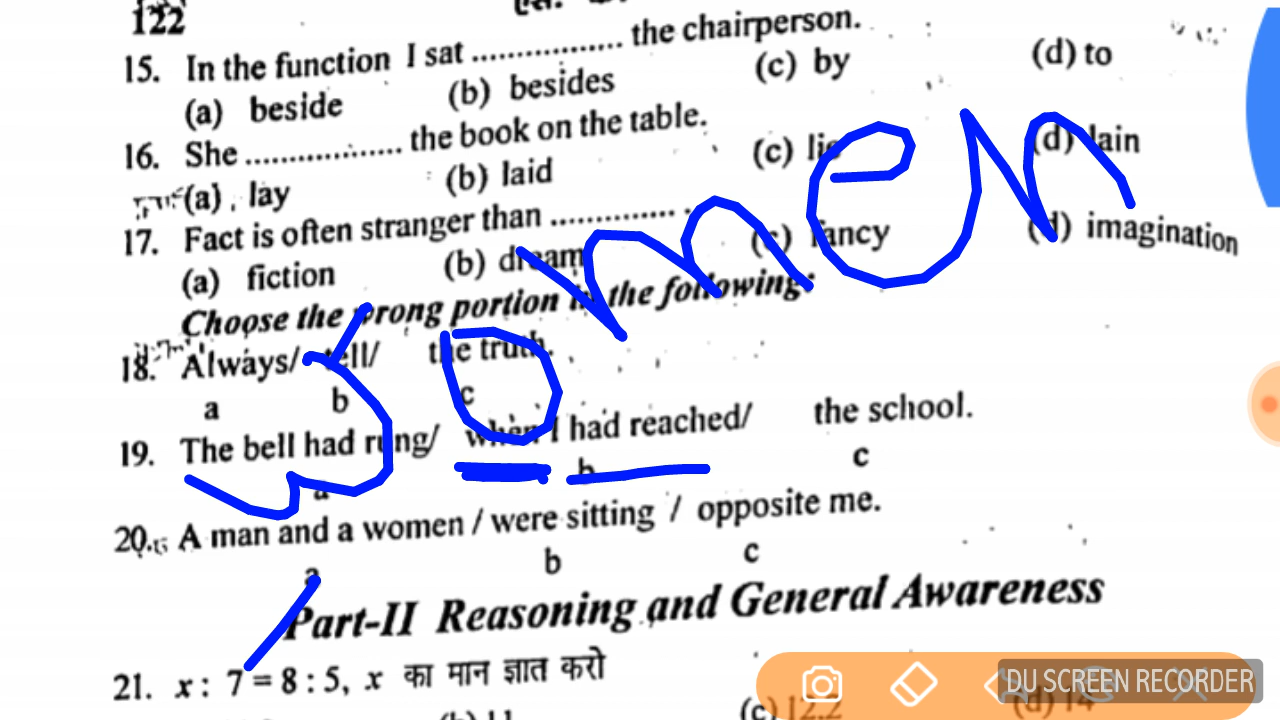 122
15. In the function I sat ................. the chairperson.
(a) beside (b) besides (c) by (d) to
16. She .................. the book on the table.
(a) lay (b) laid (c) (d) lain
17. Fact is often stranger than ..............
(a) fiction (b) dream (c) fancy (d) imagination
Choose the wrong portion in the following:
18. Always/ tell/ the truth.
a b c
19. The bell had rung/ when I had reached/ the school.
a b c
20. A man and a women / were sitting / opposite me.
a b c
women
Part-II Reasoning and General Awareness
21. x : 7 = 8 : 5, x का मान ज्ञात करो
(b) 11 (c) 12.2 (d) 14
DU SCREEN RECORDER